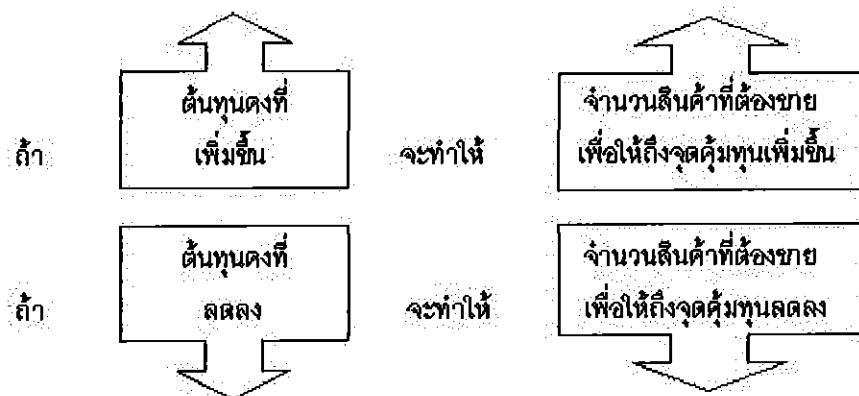 ต้นทุนคงที่ จำนวนสินค้าที่ต้องขาย
ถ้า เพิ่มขึ้น จะทำให้ เพื่อให้ถึงจุดคุ้มทุนเพิ่มขึ้น
ต้นทุนคงที่ จำนวนสินค้าที่ต้องขาย
ถ้า ลดลง จะทำให้ เพื่อให้ถึงจุดคุ้มทุนลดลง